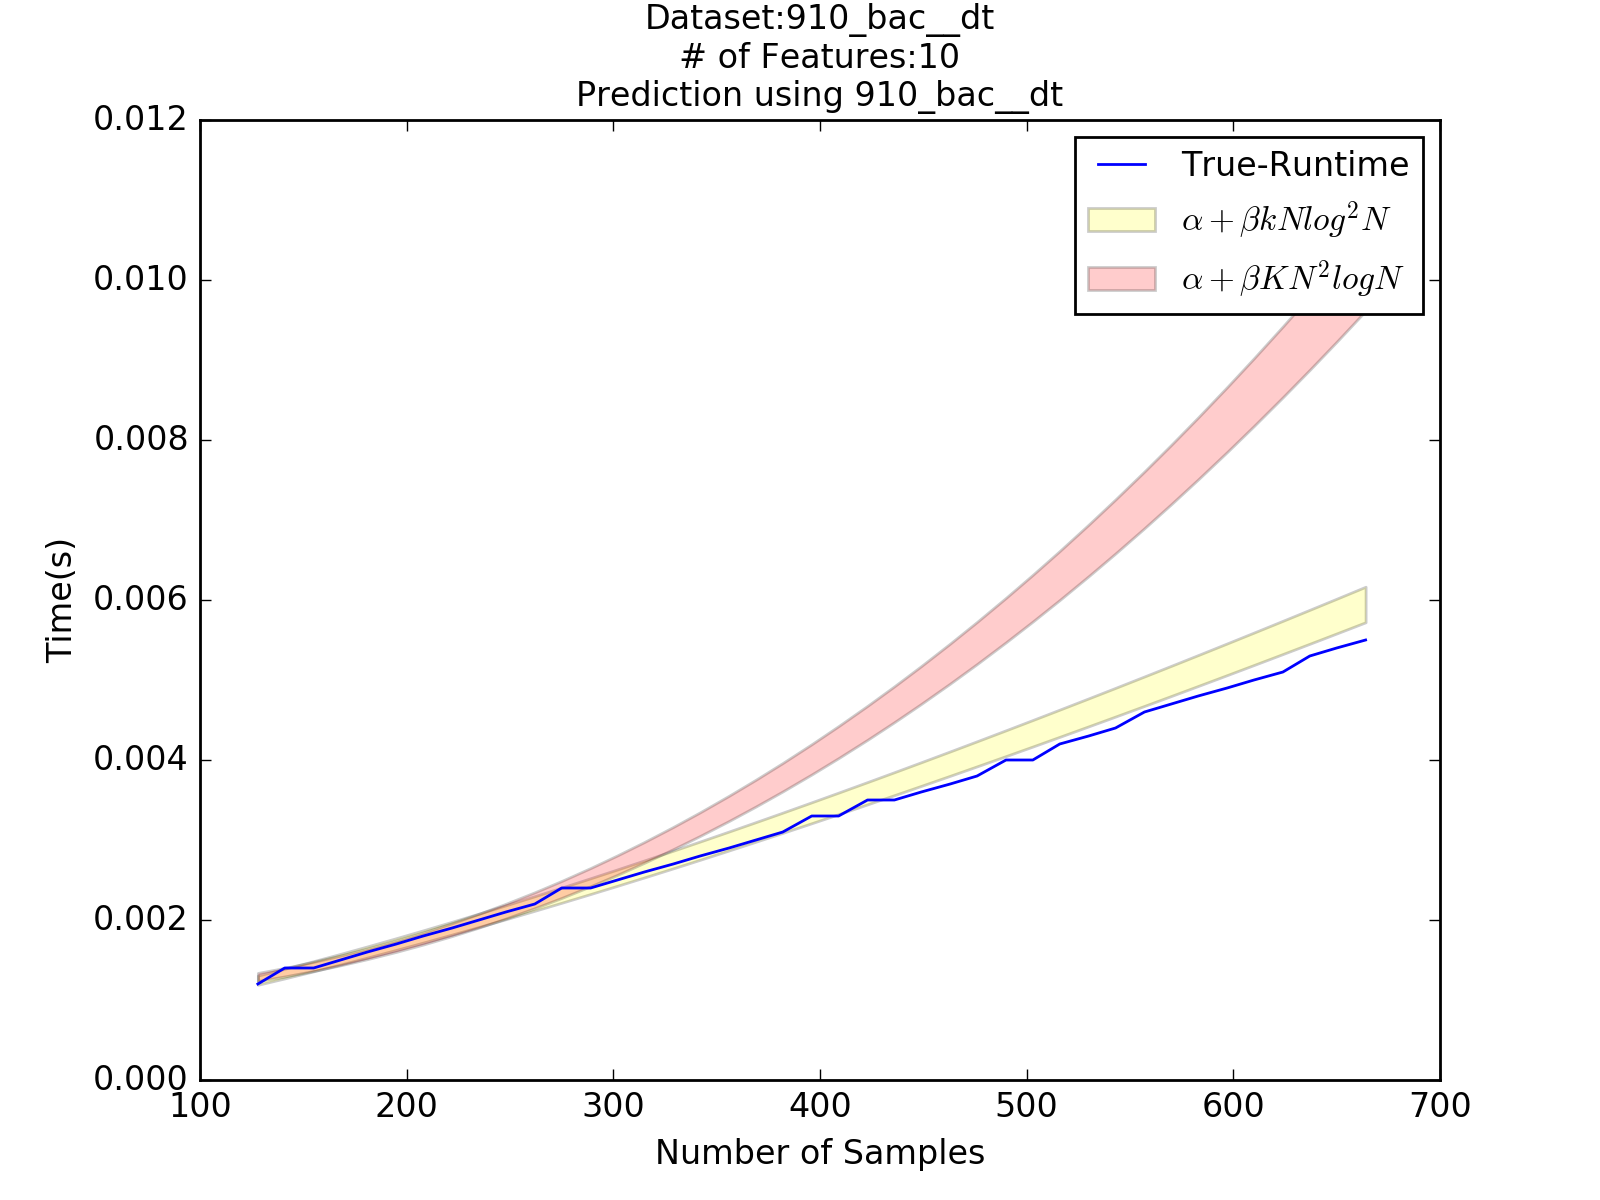 Dataset:910_bac__dt
# of Features:10
Prediction using 910_bac__dt
0.012
0.010
0.008
0.006
0.004
0.002
0.000
Time(s)
True-Runtime
α + βkNlog²N
α + βKN²logN
100 200 300 400 500 600 700
Number of Samples